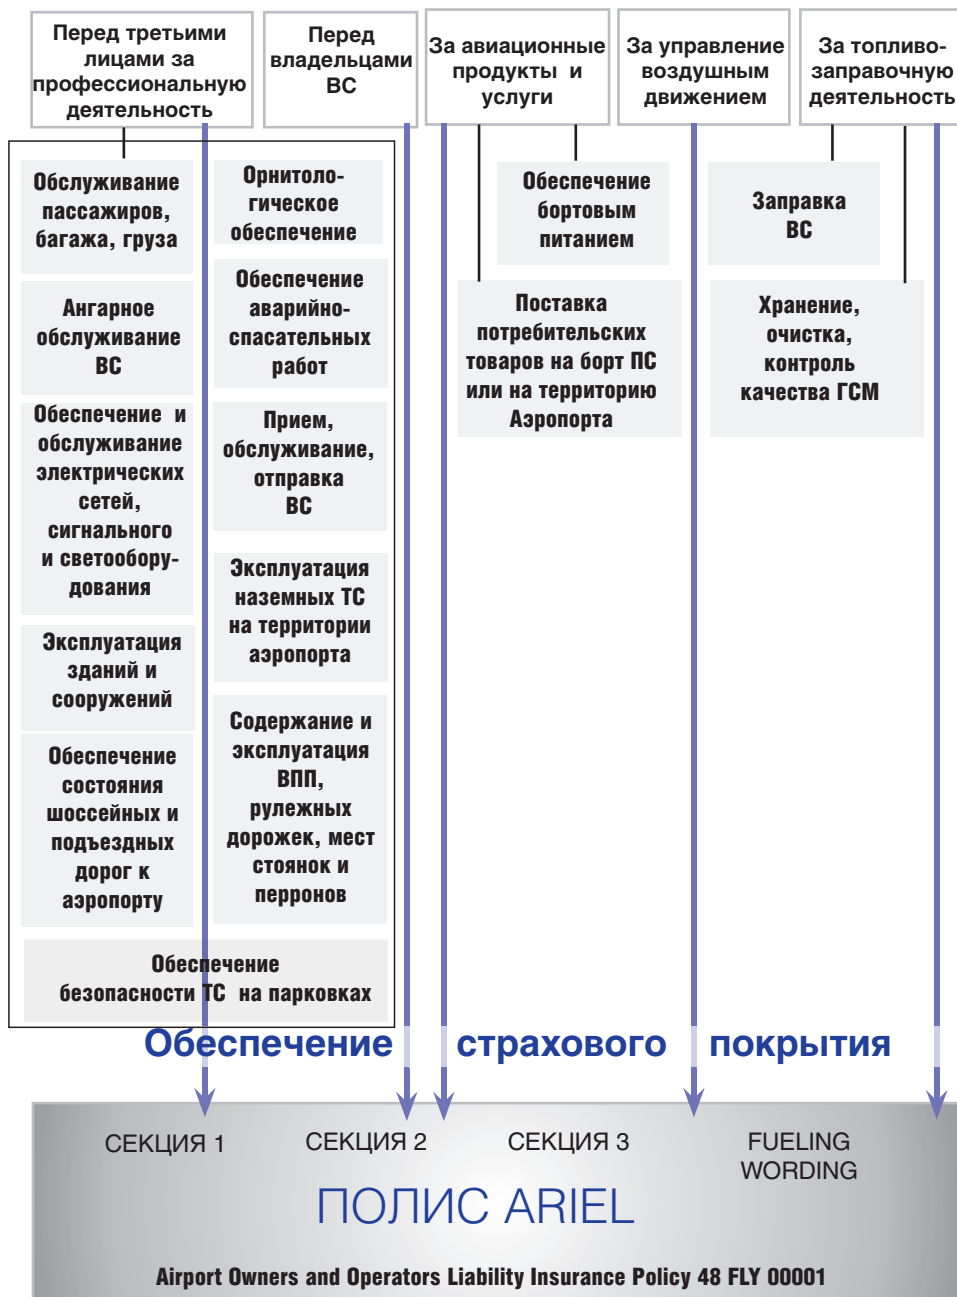 Перед третьими
лицами за
профессиональную
деятельность
Перед
владельцами
ВС
За авиационные
продукты и
услуги
За управление
воздушным
движением
За топливо-
заправочную
деятельность
Обслуживание
пассажиров,
багажа, груза
Ангарное
обслуживание
ВС
Обеспечение и
обслуживание
электрических
сетей,
сигнального
и светообору-
дования
Эксплуатация
зданий и
сооружений
Обеспечение
состояния
шоссейных и
подъездных
дорог к
аэропорту
Орнитоло-
гическое
обеспечение
Обеспечение
аварийно-
спасательных
работ
Прием,
обслуживание,
отправка
ВС
Эксплуатация
наземных ТС
на территории
аэропорта
Содержание и
эксплуатация
ВПП,
рулежных
дорожек, мест
стоянок и
перронов
Обеспечение
безопасности ТС на парковках
Обеспечение
бортовым
питанием
Поставка
потребительских
товаров на борт ПС
или на территорию
Аэропорта
Заправка
ВС
Хранение,
очистка,
контроль
качества ГСМ
Обеспечение страхового покрытия
СЕКЦИЯ 1
СЕКЦИЯ 2
СЕКЦИЯ 3
FUELING
WORDING
ПОЛИС ARIEL
Airport Owners and Operators Liability Insurance Policy 48 FLY 00001